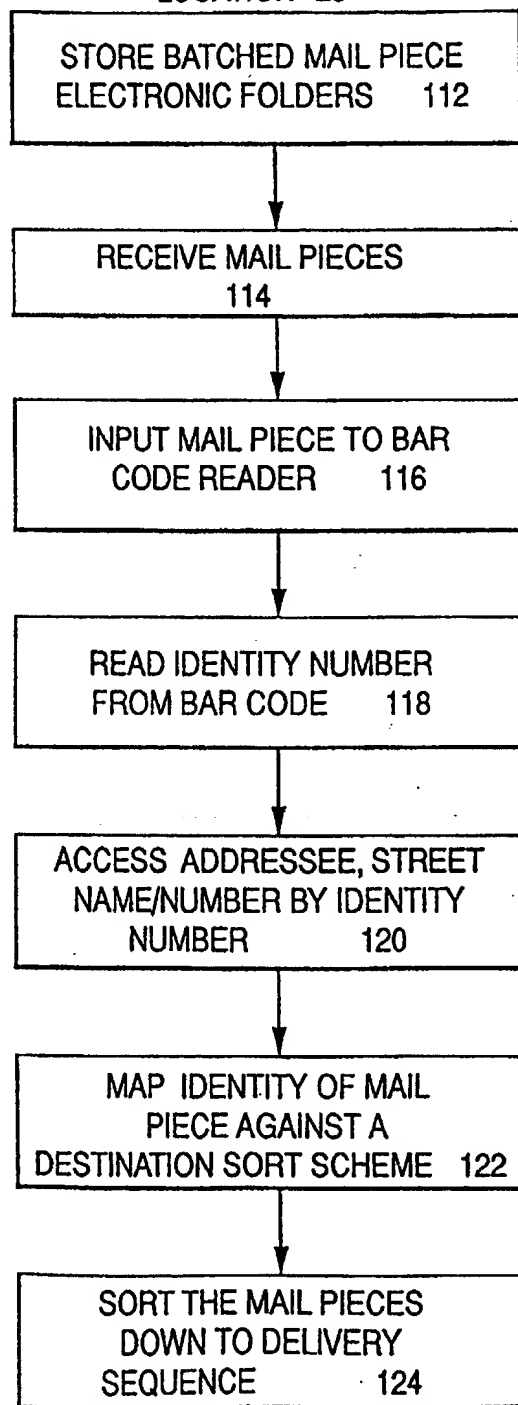 STORE BATCHED MAIL PIECE
ELECTRONIC FOLDERS 112
RECEIVE MAIL PIECES
114
INPUT MAIL PIECE TO BAR
CODE READER 116
READ IDENTITY NUMBER
FROM BAR CODE 118
ACCESS ADDRESSEE, STREET
NAME/NUMBER BY IDENTITY
NUMBER 120
MAP IDENTITY OF MAIL
PIECE AGAINST A
DESTINATION SORT SCHEME 122
SORT THE MAIL PIECES
DOWN TO DELIVERY
SEQUENCE 124